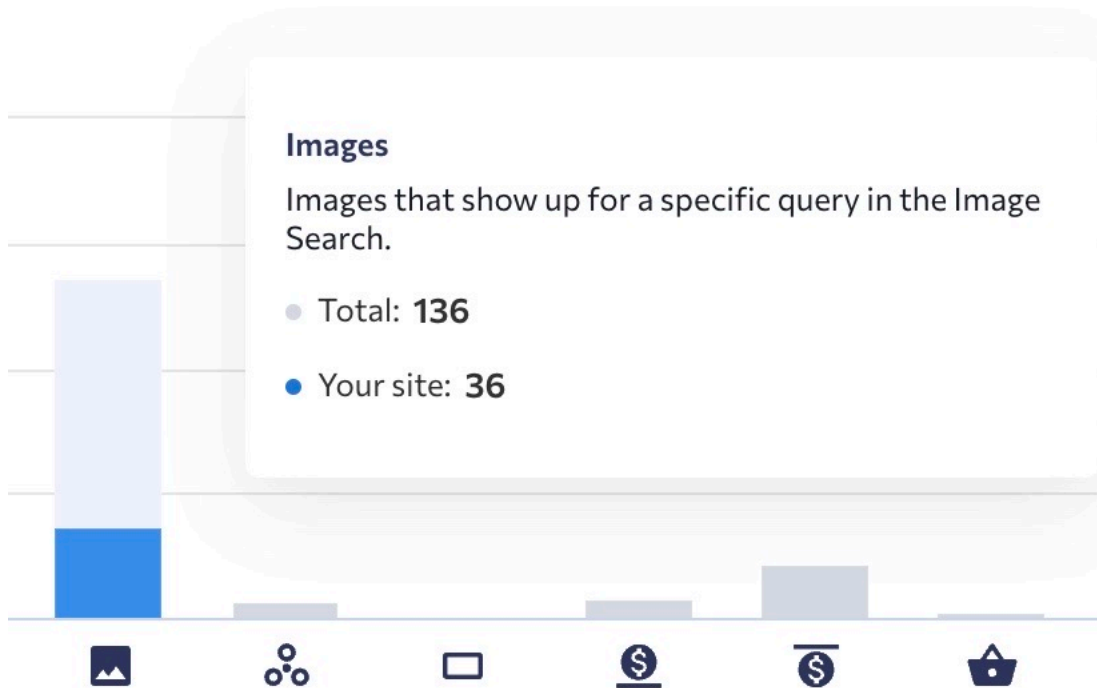 Images
Images that show up for a specific query in the Image
Search.
Total: 136
Your site: 36
$
$